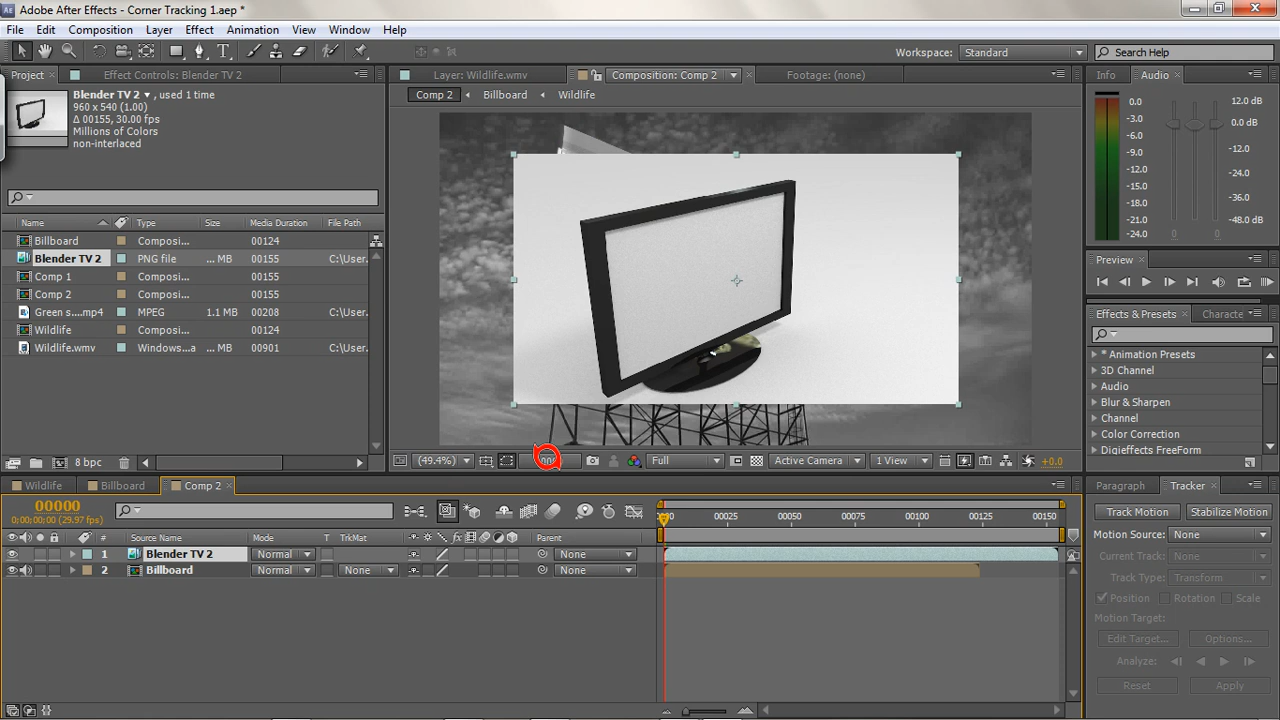 Adobe After Effects - Corner Tracking 1.aep *
File Edit Composition Layer Effect Animation View Window Help
Workspace: Standard Search Help
Project × Effect Controls: Blender TV 2
Layer: Wildlife.wmv Composition: Comp 2 × Footage: (none)
Info Audio ×
Blender TV 2 , used 1 time
960 x 540 (1.00)
Δ 00155, 30.00 fps
Millions of Colors
non-interlaced
Comp 2 Billboard Wildlife
0.0 12.0 dB
-3.0 0.0 dB
-6.0
-9.0 -12.0
-12.0
-15.0 -24.0
-18.0 -36.0
-21.0 -48.0 dB
-24.0 0 0
Name Type Size Media Duration File Path
Billboard Composi... 00124
Blender TV 2 PNG file ... MB 00155 C:\User.
Comp 1 Composi... 00155
Comp 2 Composi... 00155
Green s....mp4 MPEG 1.1 MB 00208 C:\User.
Wildlife Composi... 00124
Wildlife.wmv Windows...a ... MB 00901 C:\User.
Preview ×
Effects & Presets × Characte
* Animation Presets
3D Channel
Audio
Blur & Sharpen
Channel
Color Correction
Digieffects FreeForm
8 bpc
(49.4%) Full Active Camera 1 View +0.0
Wildlife Billboard Comp 2 ×
Paragraph Tracker ×
00000
0;00;00;00 (29.97 fps)
00025 00050 00075 00100 00125 00150
Track Motion Stabilize Motion
Motion Source: None
Current Track: None
Track Type: Transform
Position Rotation Scale
Motion Target:
Edit Target... Options...
Analyze:
Reset Apply
# Source Name Mode T TrkMat Parent
1 Blender TV 2 Normal None
2 Billboard Normal None None